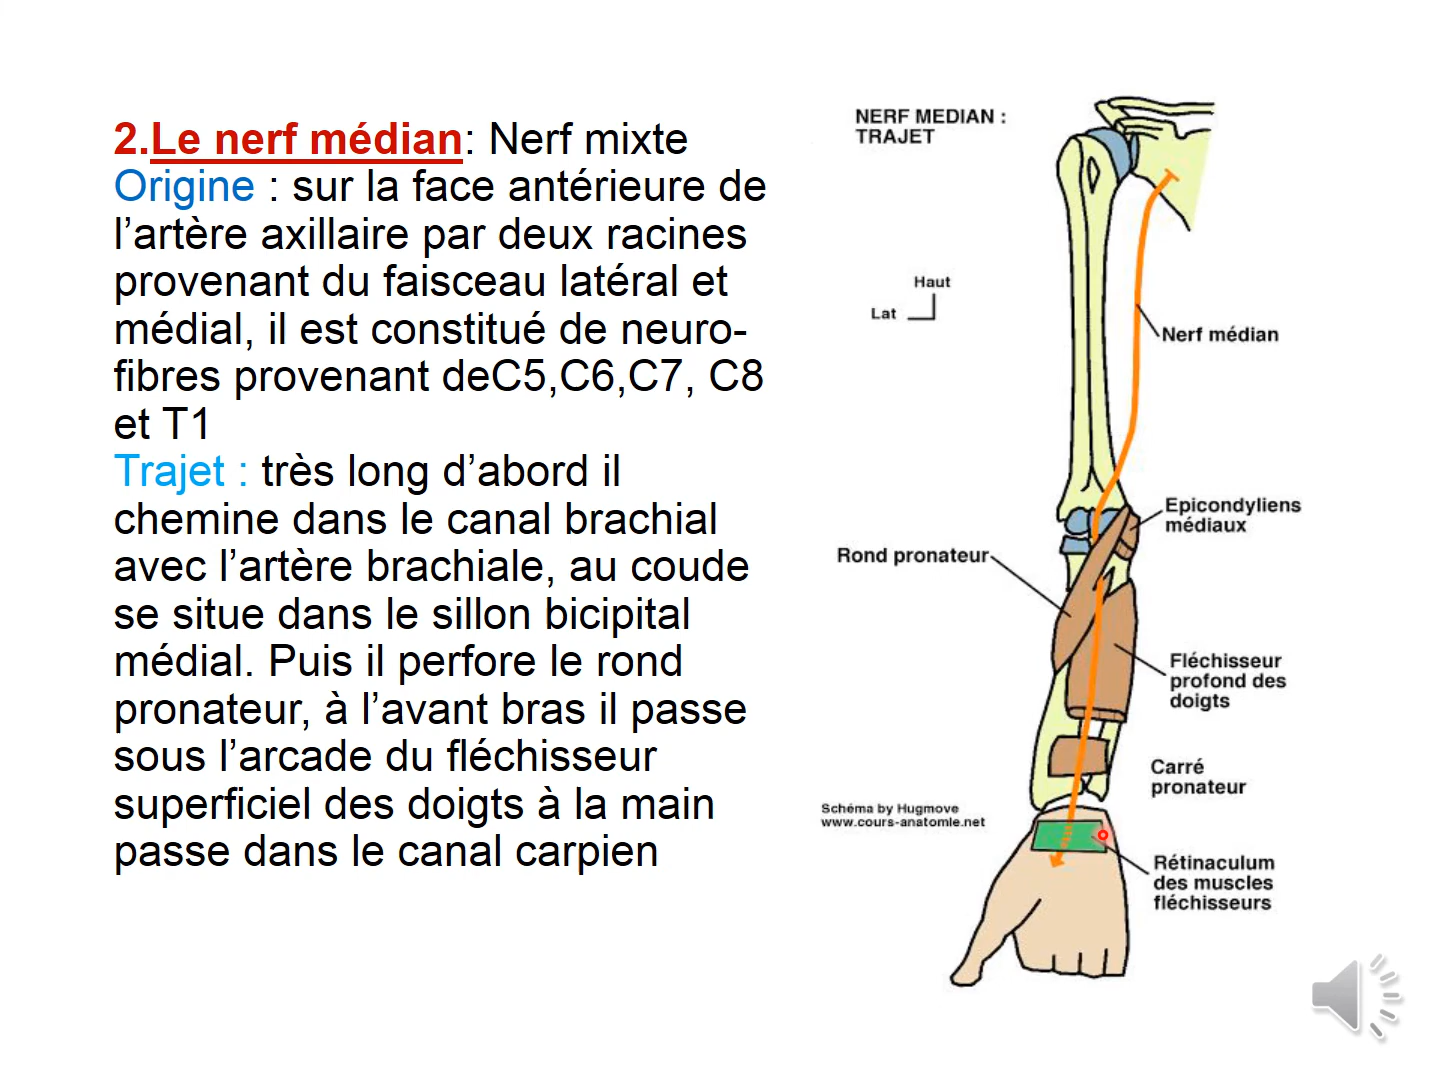 2.Le nerf médian: Nerf mixte
Origine : sur la face antérieure de
l’artère axillaire par deux racines
provenant du faisceau latéral et
médial, il est constitué de neuro-
fibres provenant deC5,C6,C7, C8
et T1
Trajet : très long d’abord il
chemine dans le canal brachial
avec l’artère brachiale, au coude
se situe dans le sillon bicipital
médial. Puis il perfore le rond
pronateur, à l’avant bras il passe
sous l’arcade du fléchisseur
superficiel des doigts à la main
passe dans le canal carpien
NERF MEDIAN :
TRAJET
Haut
Lat
Nerf médian
Epicondyliens
médiaux
Rond pronateur
Fléchisseur
profond des
doigts
Carré
pronateur
Schéma by Hugmove
www.cours-anatomie.net
Rétinaculum
des muscles
fléchisseurs